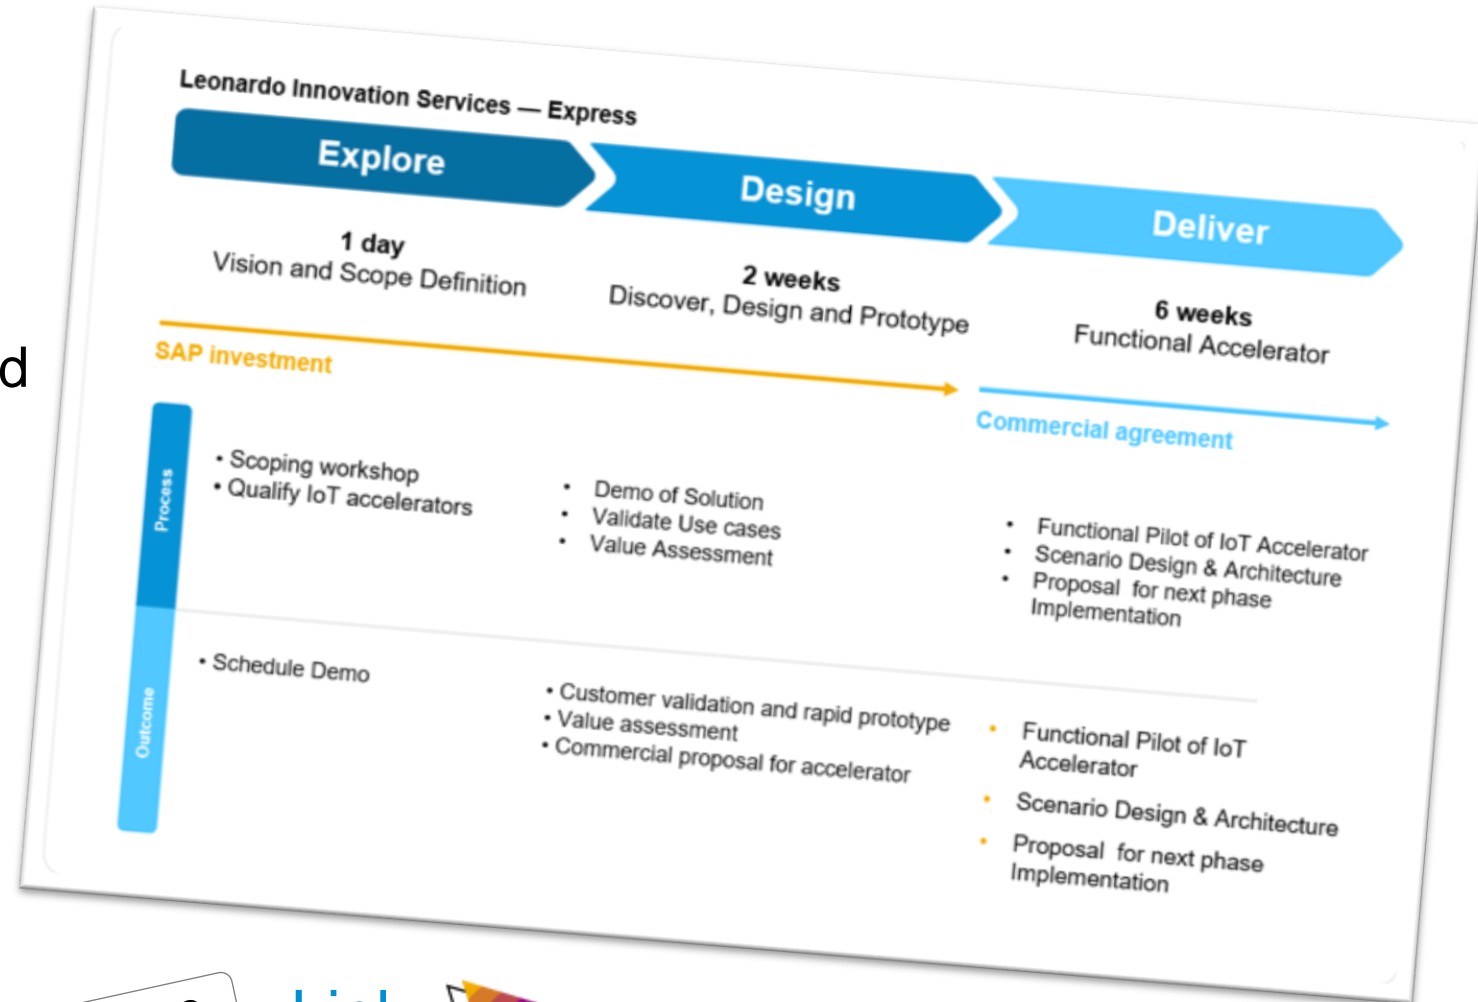 Leonardo Innovation Services — Express
Explore
Design
Deliver
1 day
Vision and Scope Definition
2 weeks
Discover, Design and Prototype
6 weeks
Functional Accelerator
SAP investment
Commercial agreement
d
Process
• Scoping workshop
• Qualify IoT accelerators
• Demo of Solution
• Validate Use cases
• Value Assessment
• Functional Pilot of IoT Accelerator
• Scenario Design & Architecture
• Proposal for next phase
Implementation
Outcome
• Schedule Demo
• Customer validation and rapid prototype
• Value assessment
• Commercial proposal for accelerator
• Functional Pilot of IoT
Accelerator
• Scenario Design & Architecture
• Proposal for next phase
Implementation